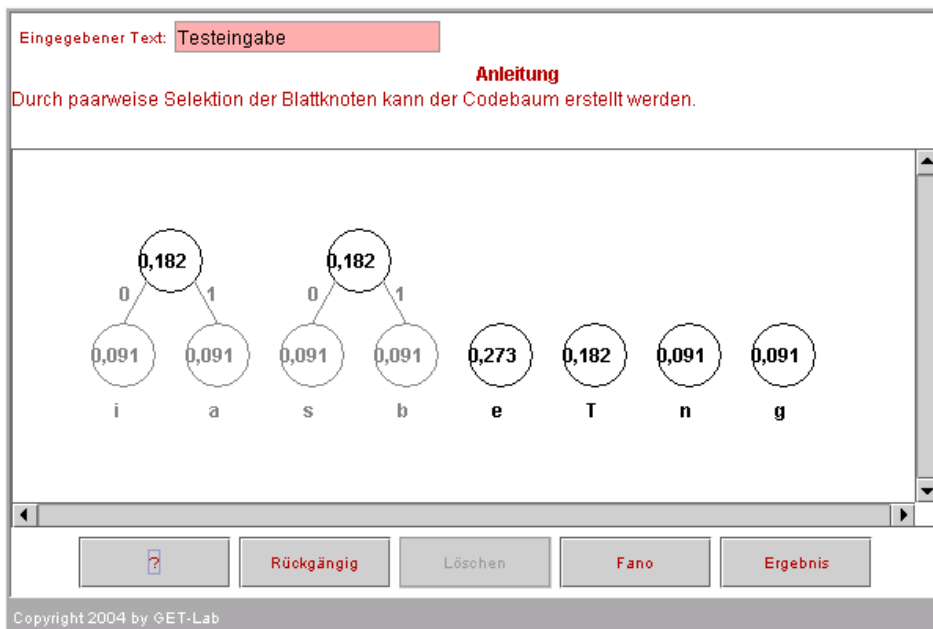 Eingegebener Text: Testeingabe
Anleitung
Durch paarweise Selektion der Blattknoten kann der Codebaum erstellt werden.
0,182 0,182
0 1 0 1
0,091 0,091 0,091 0,091 0,273 0,182 0,091 0,091
i a s b e T n g
? Rückgängig Löschen Fano Ergebnis
Copyright 2004 by GET-Lab